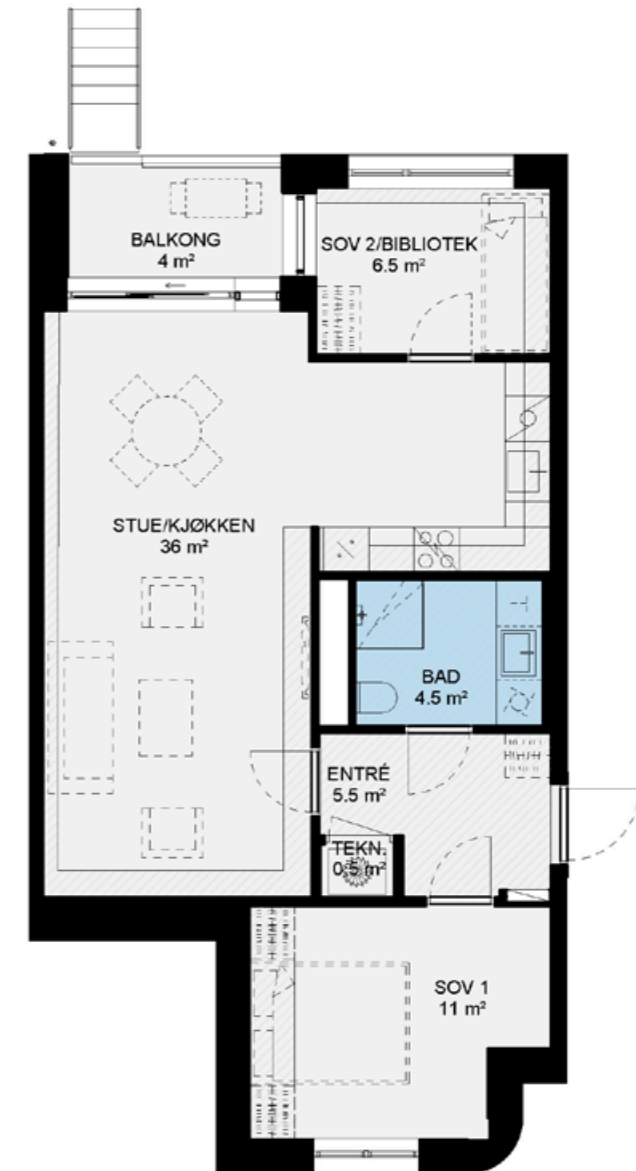 BALKONG
4 m²
SOV 2/BIBLIOTEK
6.5 m²
STUE/KJØKKEN
36 m²
BAD
4.5 m²
ENTRÉ
5.5 m²
TEKN.
0,5 m²
SOV 1
11 m²